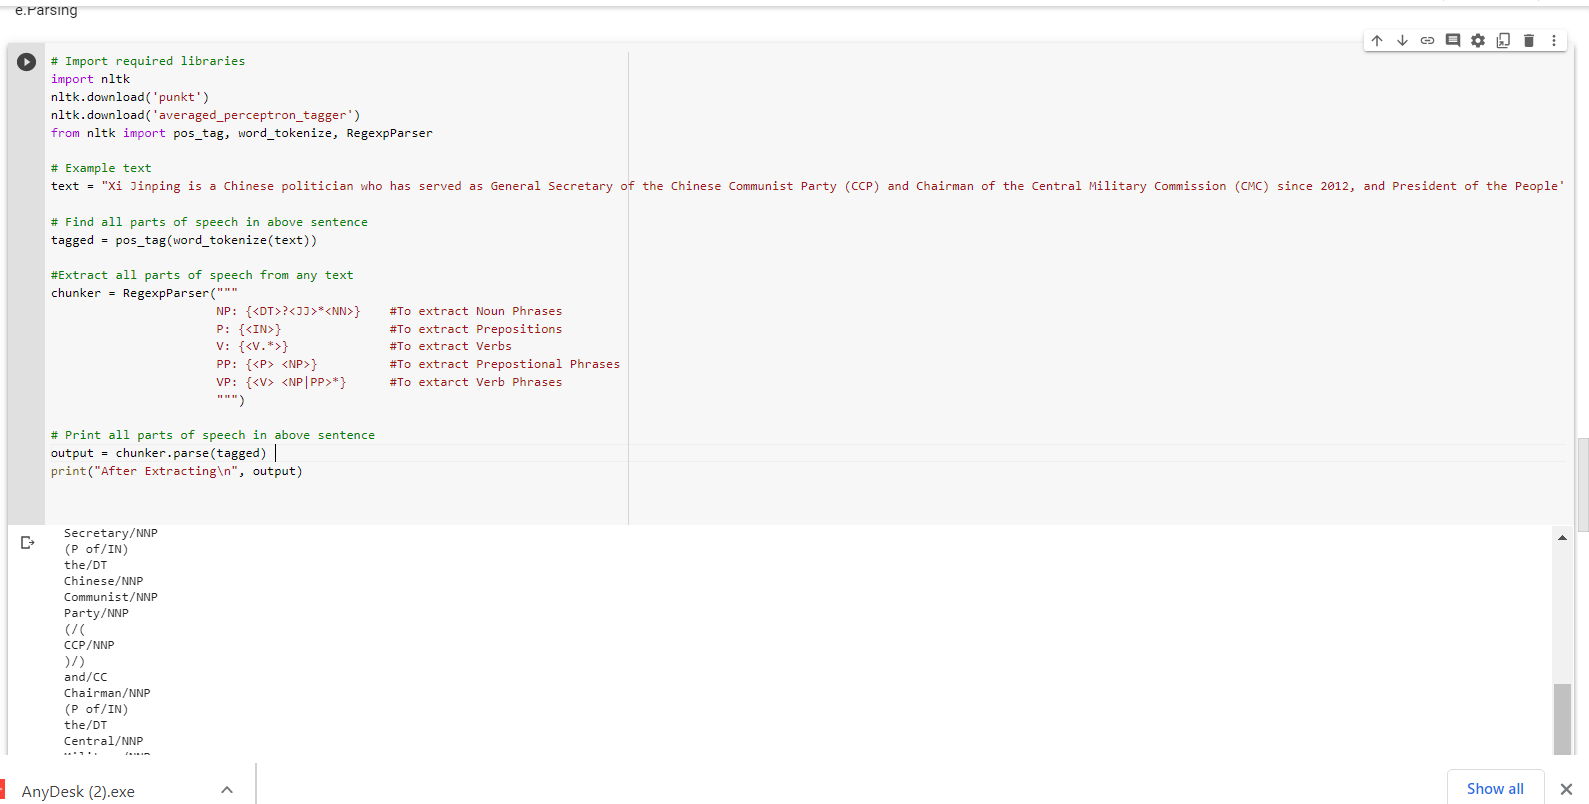 e.Parsing
# Import required libraries
import nltk
nltk.download('punkt')
nltk.download('averaged_perceptron_tagger')
from nltk import pos_tag, word_tokenize, RegexpParser
# Example text
text = "Xi Jinping is a Chinese politician who has served as General Secretary of the Chinese Communist Party (CCP) and Chairman of the Central Military Commission (CMC) since 2012, and President of the People'
# Find all parts of speech in above sentence
tagged = pos_tag(word_tokenize(text))
#Extract all parts of speech from any text
chunker = RegexpParser("""
NP: {<DT>?<JJ>*<NN>}    #To extract Noun Phrases
P: {<IN>}               #To extract Prepositions
V: {<V.*>}              #To extract Verbs
PP: {<P> <NP>}          #To extract Prepostional Phrases
VP: {<V> <NP|PP>*}      #To extarct Verb Phrases
""")
# Print all parts of speech in above sentence
output = chunker.parse(tagged)
print("After Extracting\n", output)
Secretary/NNP
(P of/IN)
the/DT
Chinese/NNP
Communist/NNP
Party/NNP
(/(
CCP/NNP
)/)
and/CC
Chairman/NNP
(P of/IN)
the/DT
Central/NNP
AnyDesk (2).exe
Show all